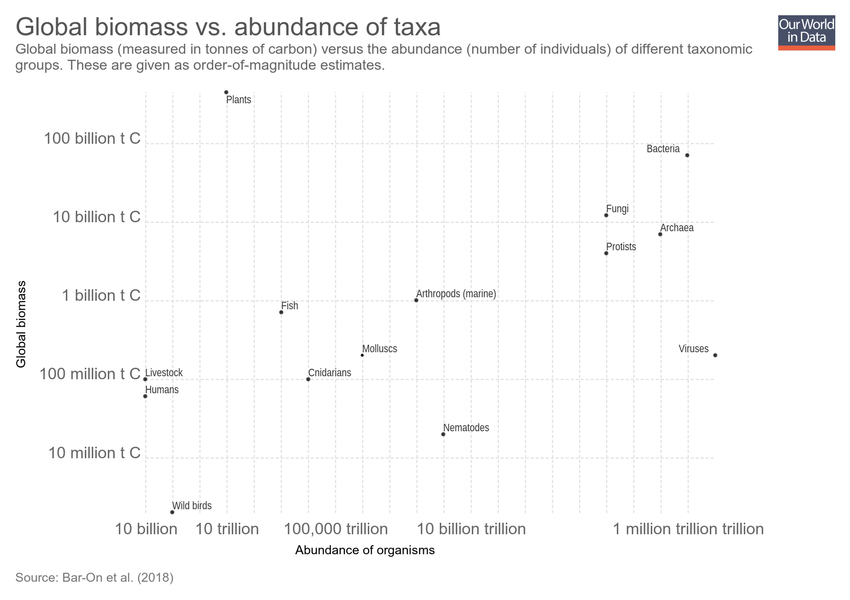 Global biomass vs. abundance of taxa
Our World
in Data
Global biomass (measured in tonnes of carbon) versus the abundance (number of individuals) of different taxonomic
groups. These are given as order-of-magnitude estimates.
Plants
100 billion t C
Bacteria
Fungi
10 billion t C
Archaea
Protists
1 billion t C
Arthropods (marine)
Fish
Global biomass
Molluscs
Viruses
100 million t C
Livestock
Cnidarians
Humans
Nematodes
10 million t C
Wild birds
10 billion
10 trillion
100,000 trillion
10 billion trillion
1 million trillion trillion
Abundance of organisms
Source: Bar-On et al. (2018)